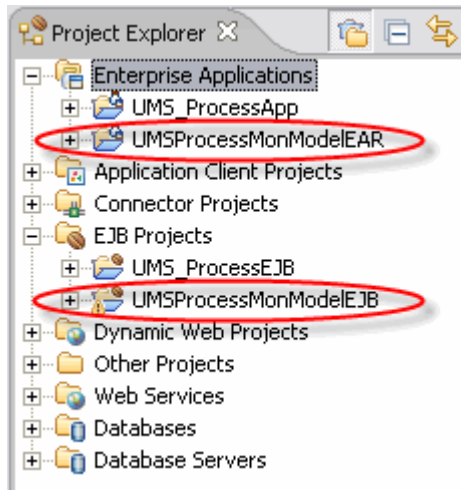 Project Explorer
Enterprise Applications
UMS_ProcessApp
UMSProcessMonModelEAR
Application Client Projects
Connector Projects
EJB Projects
UMS_ProcessEJB
UMSProcessMonModelEJB
Dynamic Web Projects
Other Projects
Web Services
Databases
Database Servers